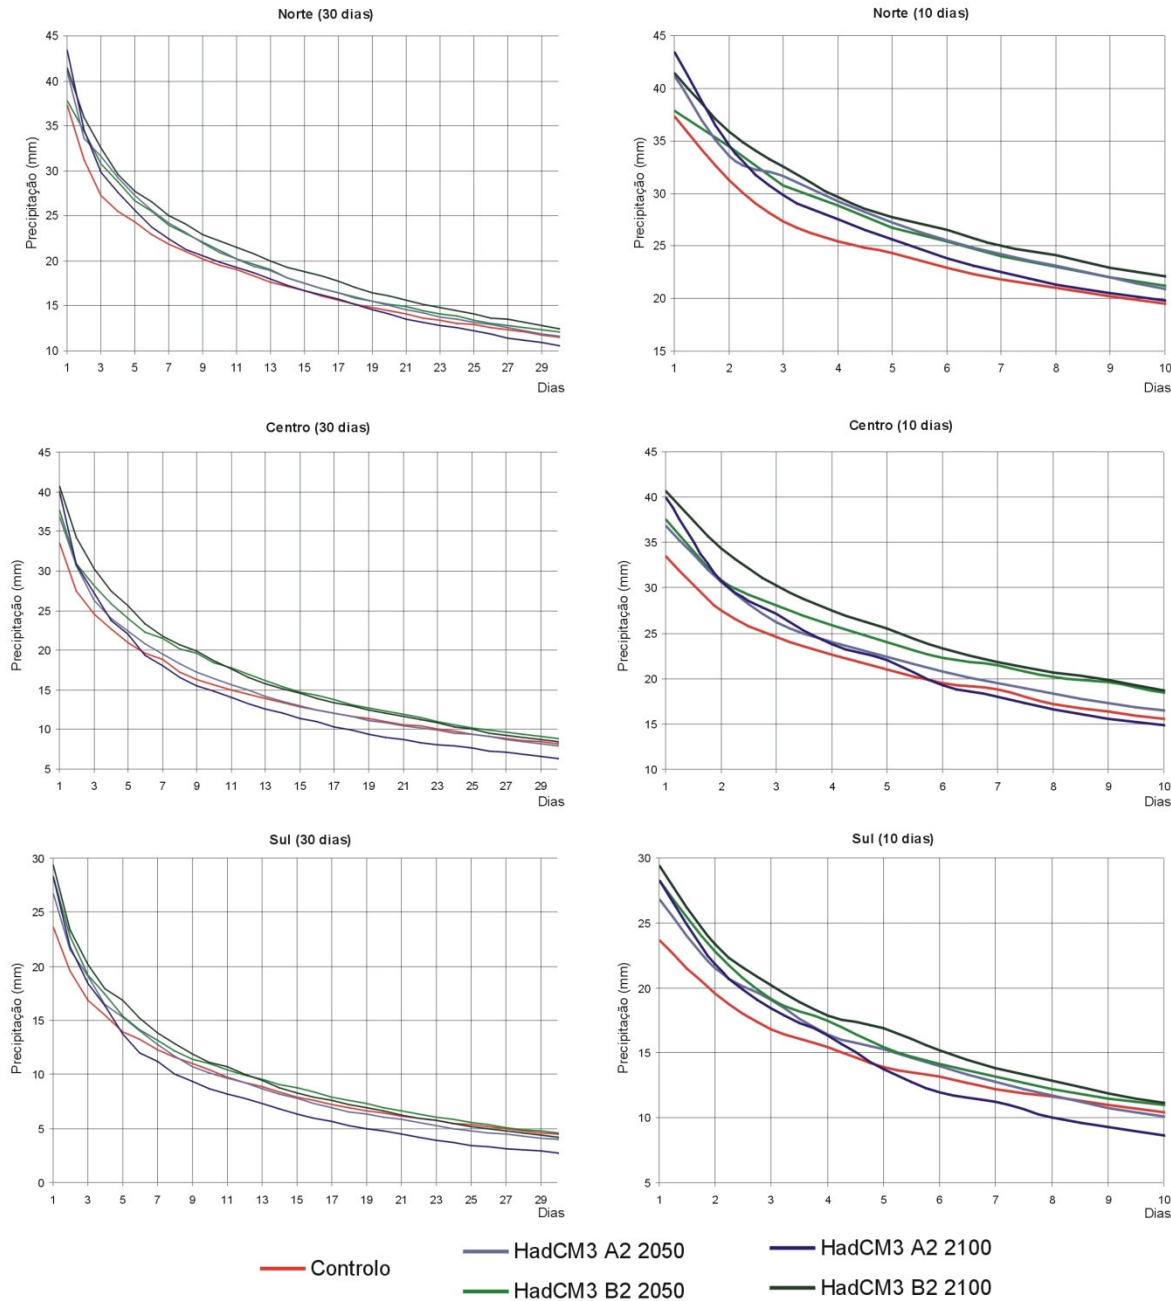 Norte (30 dias)
Precipitação (mm)
45
40
35
30
25
20
15
10
1 3 5 7 9 11 13 15 17 19 21 23 25 27 29
Dias
Norte (10 dias)
Precipitação (mm)
45
40
35
30
25
20
15
1 2 3 4 5 6 7 8 9 10
Dias
Centro (30 dias)
Precipitação (mm)
45
40
35
30
25
20
15
10
5
1 3 5 7 9 11 13 15 17 19 21 23 25 27 29
Dias
Centro (10 dias)
Precipitação (mm)
45
40
35
30
25
20
15
10
1 2 3 4 5 6 7 8 9 10
Dias
Sul (30 dias)
Precipitação (mm)
30
25
20
15
10
5
0
1 3 5 7 9 11 13 15 17 19 21 23 25 27 29
Dias
Sul (10 dias)
Precipitação (mm)
30
25
20
15
10
5
1 2 3 4 5 6 7 8 9 10
Dias
Controlo
HadCM3 A2 2050
HadCM3 A2 2100
HadCM3 B2 2050
HadCM3 B2 2100